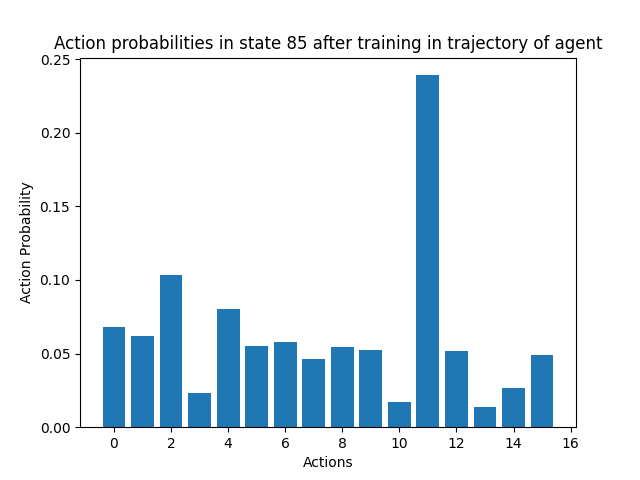 Action probabilities in state 85 after training in trajectory of agent
0.25
0.20
0.15
0.10
0.05
0.00
Action Probability
0 2 4 6 8 10 12 14 16
Actions